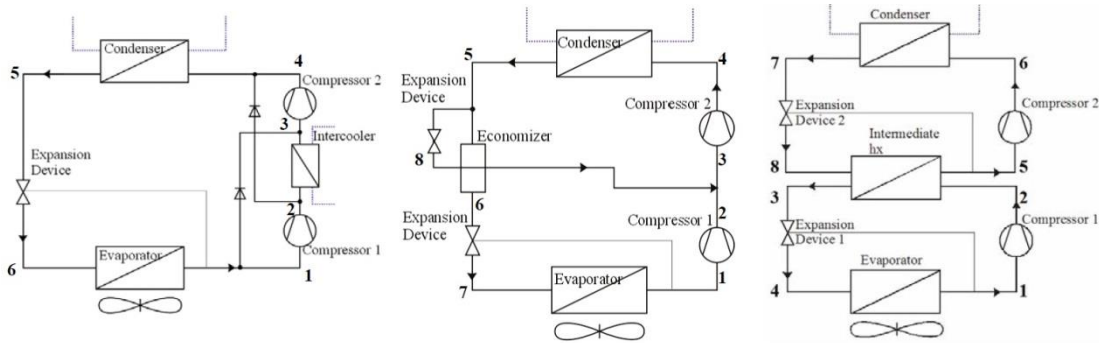 Condenser
5
4
Compressor 2
3
Intercooler
Expansion
Device
2
Compressor 1
Evaporator
6
1
Condenser
5
4
Expansion
Device
Compressor 2
Economizer
8
3
6
2
Expansion
Device
Compressor 1
Evaporator
7
1
Condenser
7
6
Expansion
Device 2
Compressor 2
Intermediate
hx
8
5
3
2
Expansion
Device 1
Compressor 1
Evaporator
4
1